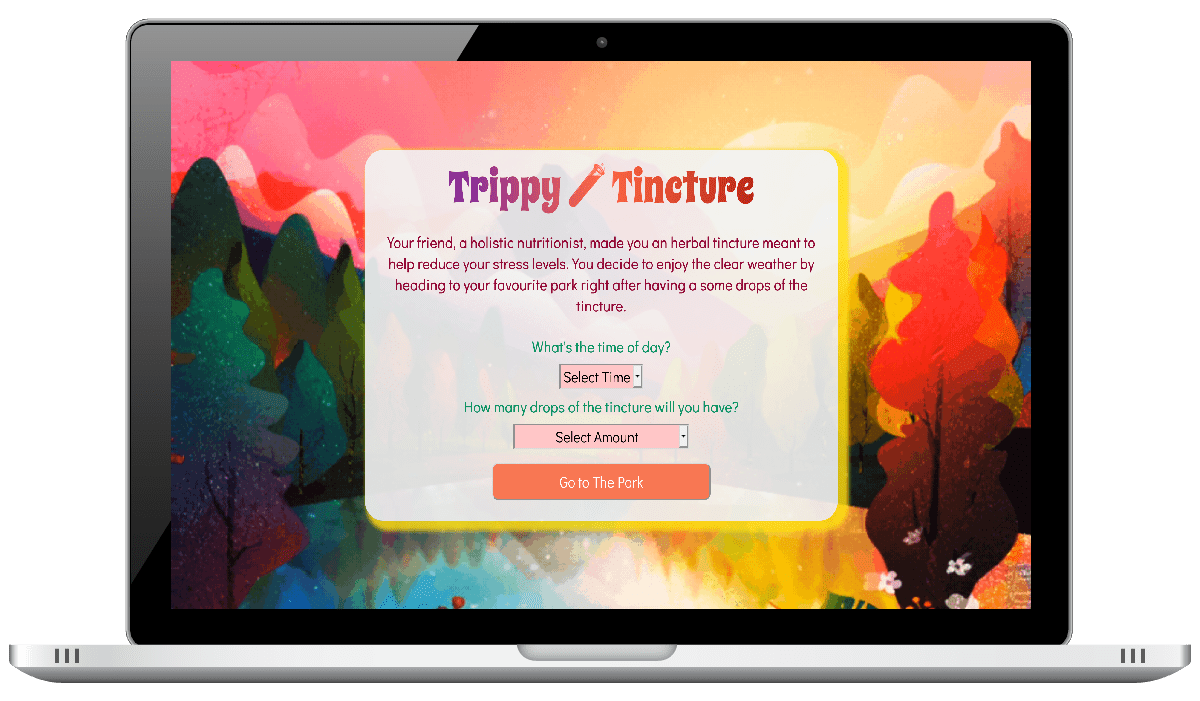 Trippy Tincture
Your friend, a holistic nutritionist, made you an herbal tincture meant to
help reduce your stress levels. You decide to enjoy the clear weather by
heading to your favourite park right after having a some drops of the
tincture.
What's the time of day?
Select Time
How many drops of the tincture will you have?
Select Amount
Go to The Park